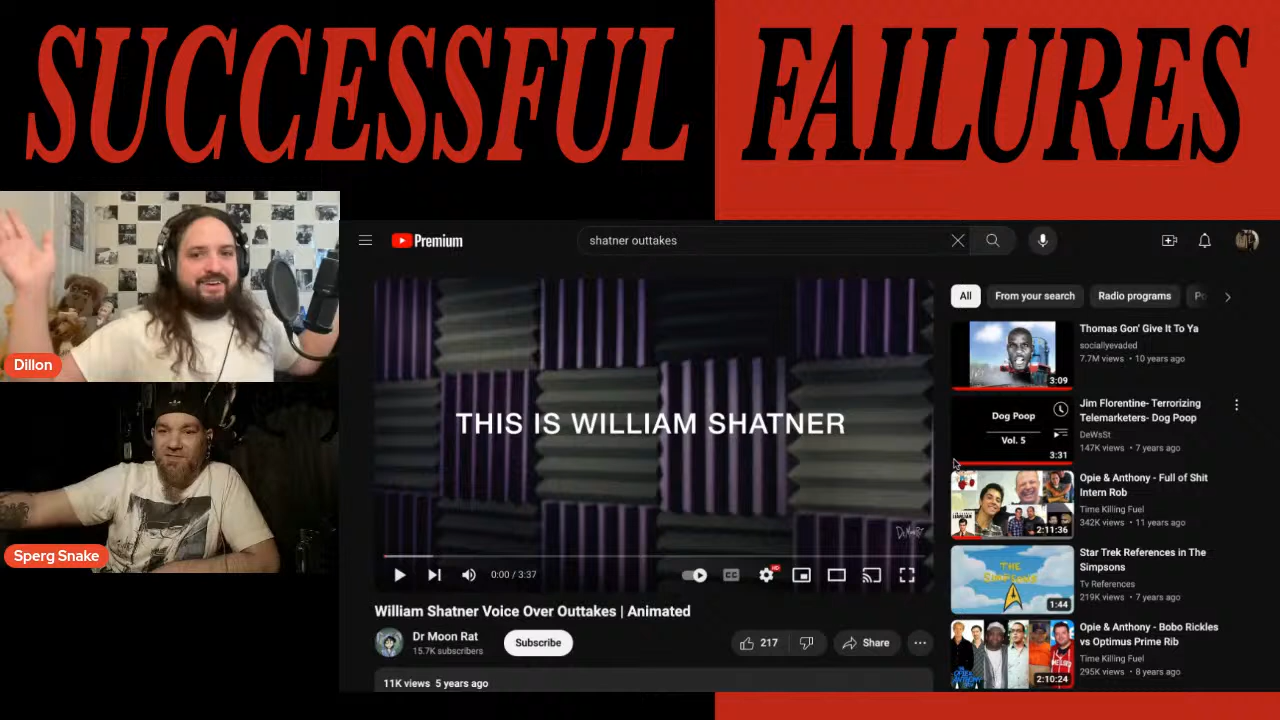 SUCCESSFUL FAILURES
Dillon
Sperg Snake
Premium
shatner outtakes
THIS IS WILLIAM SHATNER
0:00 / 3:37
CC
HD
William Shatner Voice Over Outtakes | Animated
Dr Moon Rat
15.7K subscribers
Subscribe
217
Share
11K views 5 years ago
All
From your search
Radio programs
Thomas Gon' Give It To Ya
sociallyevaded
7.7M views • 10 years ago
3:09
Dog Poop
Vol. 5
3:31
Jim Florentine- Terrorizing
Telemarketers- Dog Poop
DeWsSt
147K views • 7 years ago
Opie & Anthony - Full of Shit
Intern Rob
Time Killing Fuel
342K views • 11 years ago
2:11:36
THE
SIMPSONS
1:44
Star Trek References in The
Simpsons
Tv References
219K views • 7 years ago
Opie & Anthony - Bobo Rickles
vs Optimus Prime Rib
Time Killing Fuel
295K views • 8 years ago
2:10:24